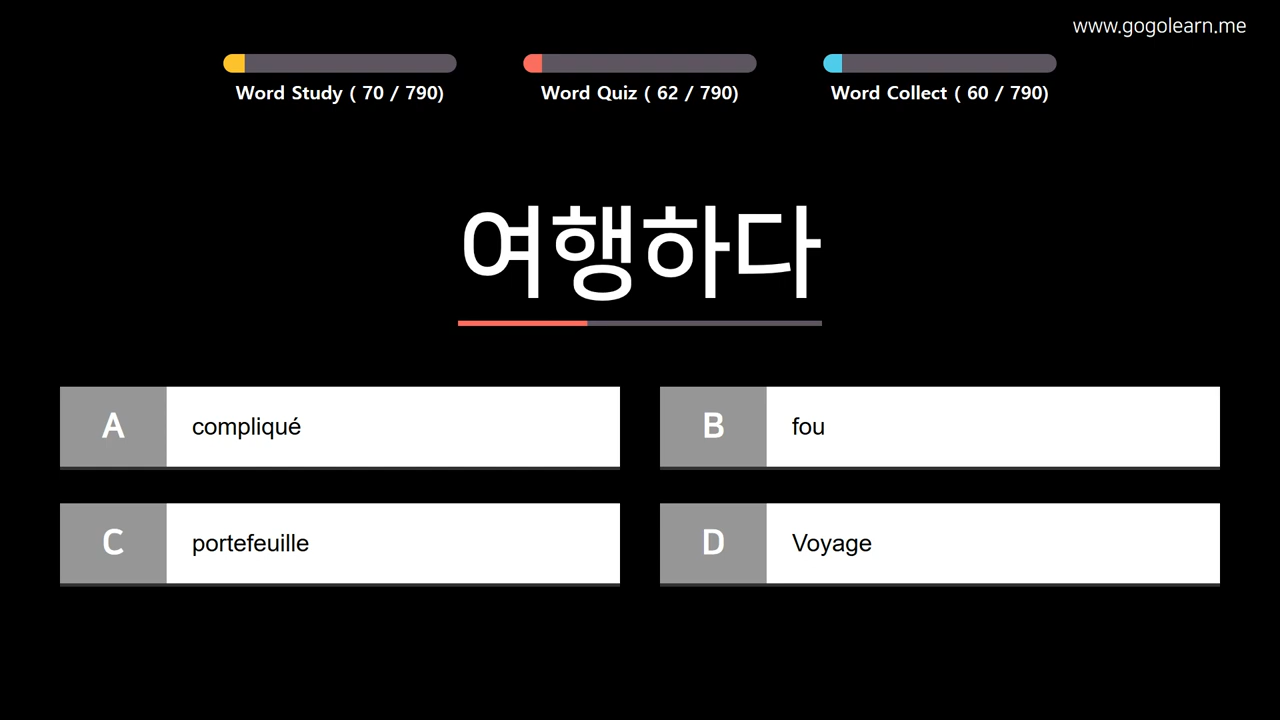 www.gogolearn.me
Word Study ( 70 / 790)
Word Quiz ( 62 / 790)
Word Collect ( 60 / 790)
여행하다
A compliqué
B fou
C portefeuille
D Voyage